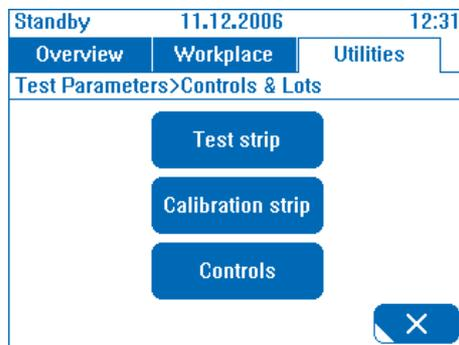 Standby 11.12.2006 12:31
Overview Workplace Utilities
Test Parameters>Controls & Lots
Test strip
Calibration strip
Controls